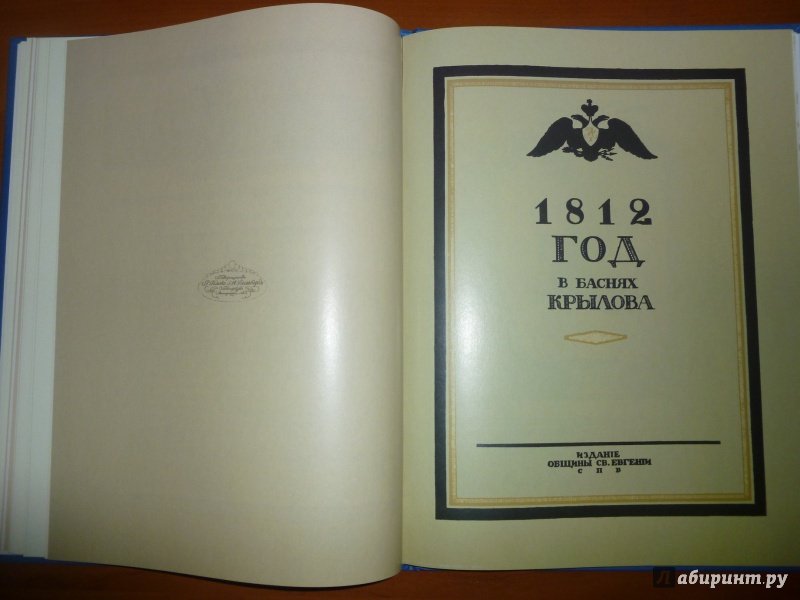 1812
ГОД
В БАСНЯХ
КРЫЛОВА
ИЗДАНІЕ
ОБЩИНЫ СВ. ЕВГЕНІИ
С П Б
абиринт.ру